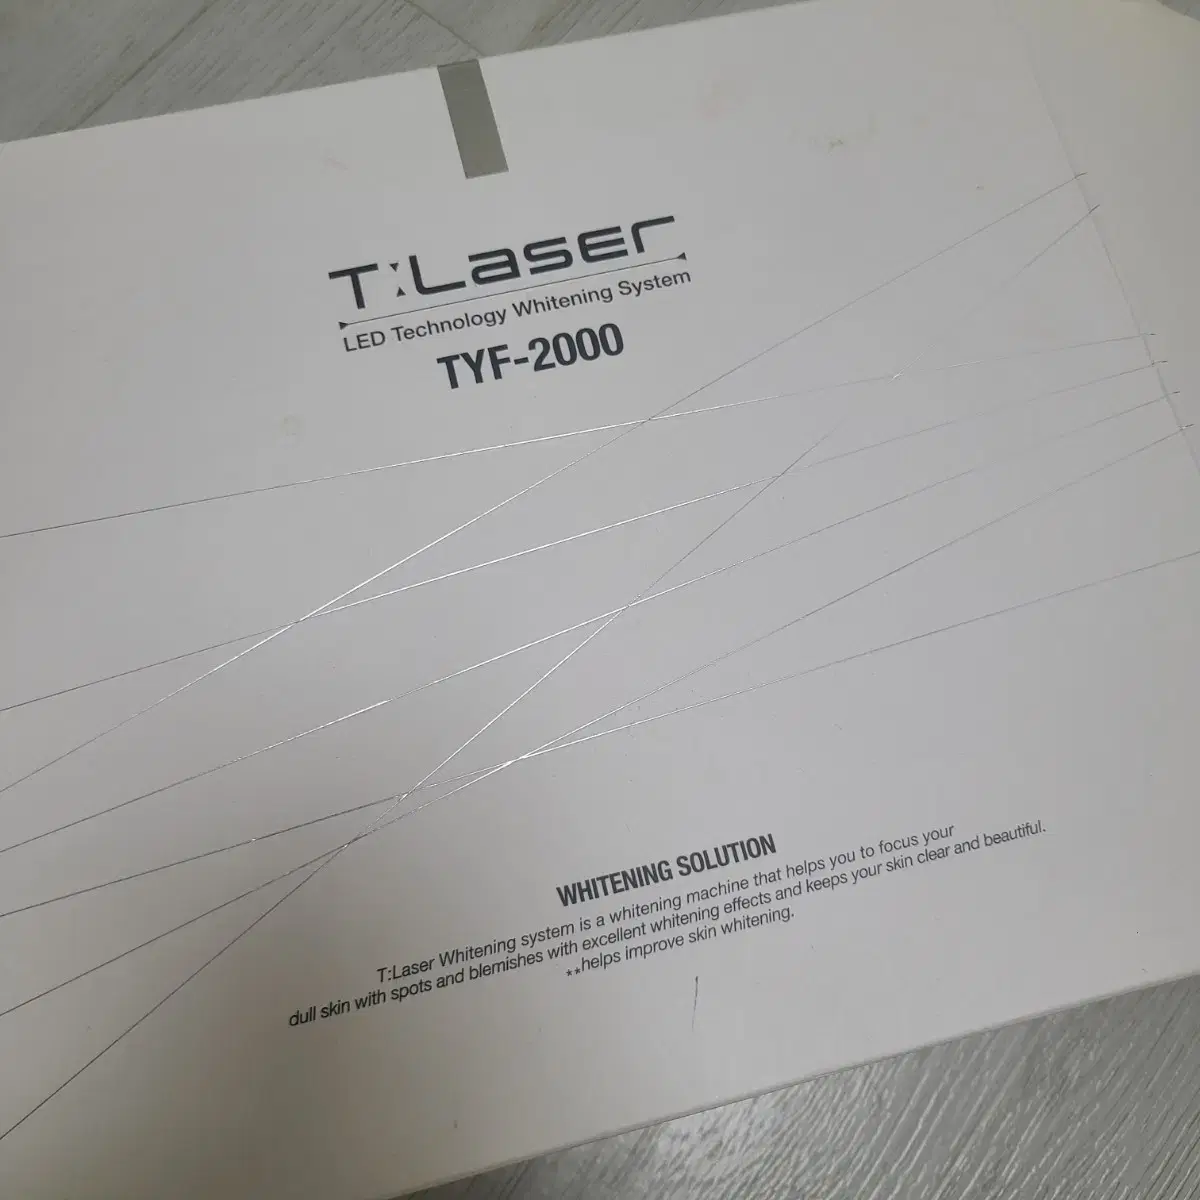 T:Laser
LED Technology Whitening System
TYF-2000
WHITENING SOLUTION
T:Laser Whitening system is a whitening machine that helps you to focus your
dull skin with spots and blemishes with excellent whitening effects and keeps your skin clear and beautiful.
**helps improve skin whitening.